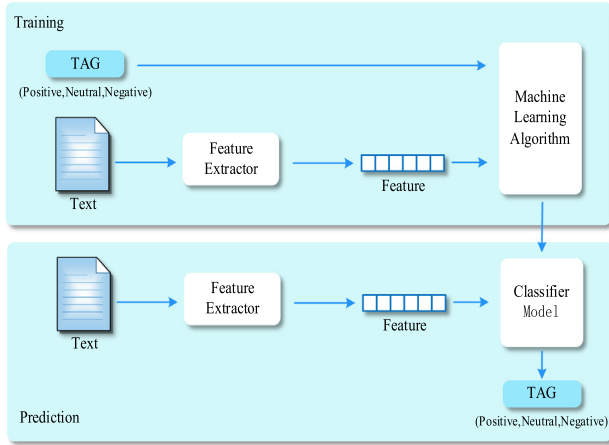 Training
TAG
(Positive,Neutral,Negative)
Machine
Learning
Algorithm
Feature
Extractor
Feature
Text
Feature
Extractor
Classifier
Model
Feature
Text
TAG
(Positive,Neutral,Negative)
Prediction